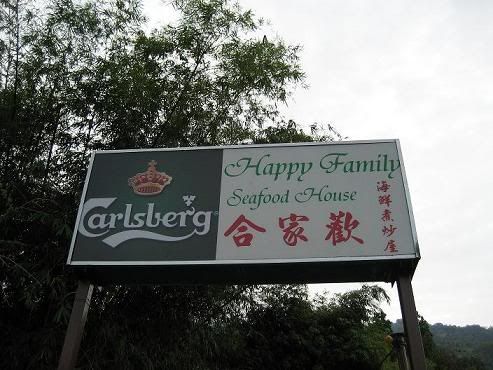 Carlsberg
Happy Family
Seafood House
合家歡
海鮮煮炒屋